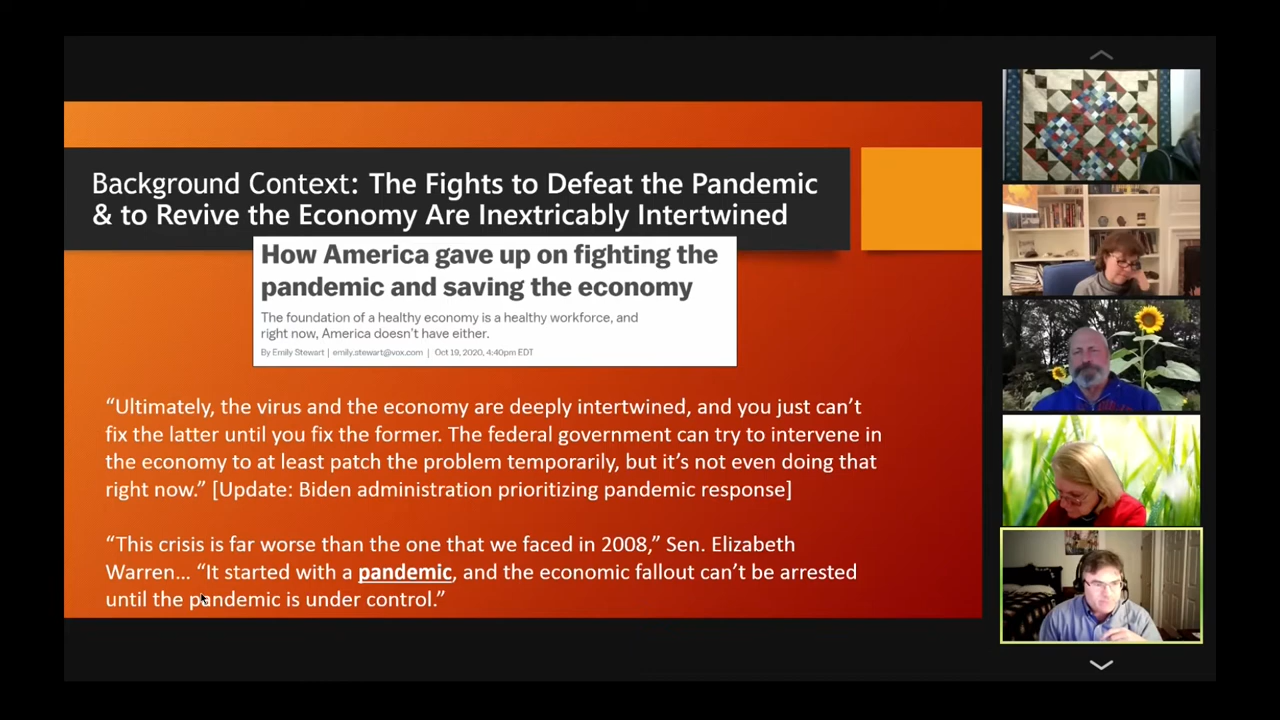 Background Context: The Fights to Defeat the Pandemic
& to Revive the Economy Are Inextricably Intertwined
How America gave up on fighting the
pandemic and saving the economy
The foundation of a healthy economy is a healthy workforce, and
right now, America doesn't have either.
By Emily Stewart | emily.stewart@vox.com | Oct 19, 2020, 4:40pm EDT
“Ultimately, the virus and the economy are deeply intertwined, and you just can’t
fix the latter until you fix the former. The federal government can try to intervene in
the economy to at least patch the problem temporarily, but it’s not even doing that
right now.” [Update: Biden administration prioritizing pandemic response]
“This crisis is far worse than the one that we faced in 2008,” Sen. Elizabeth
Warren… “It started with a pandemic, and the economic fallout can’t be arrested
until the pandemic is under control.”